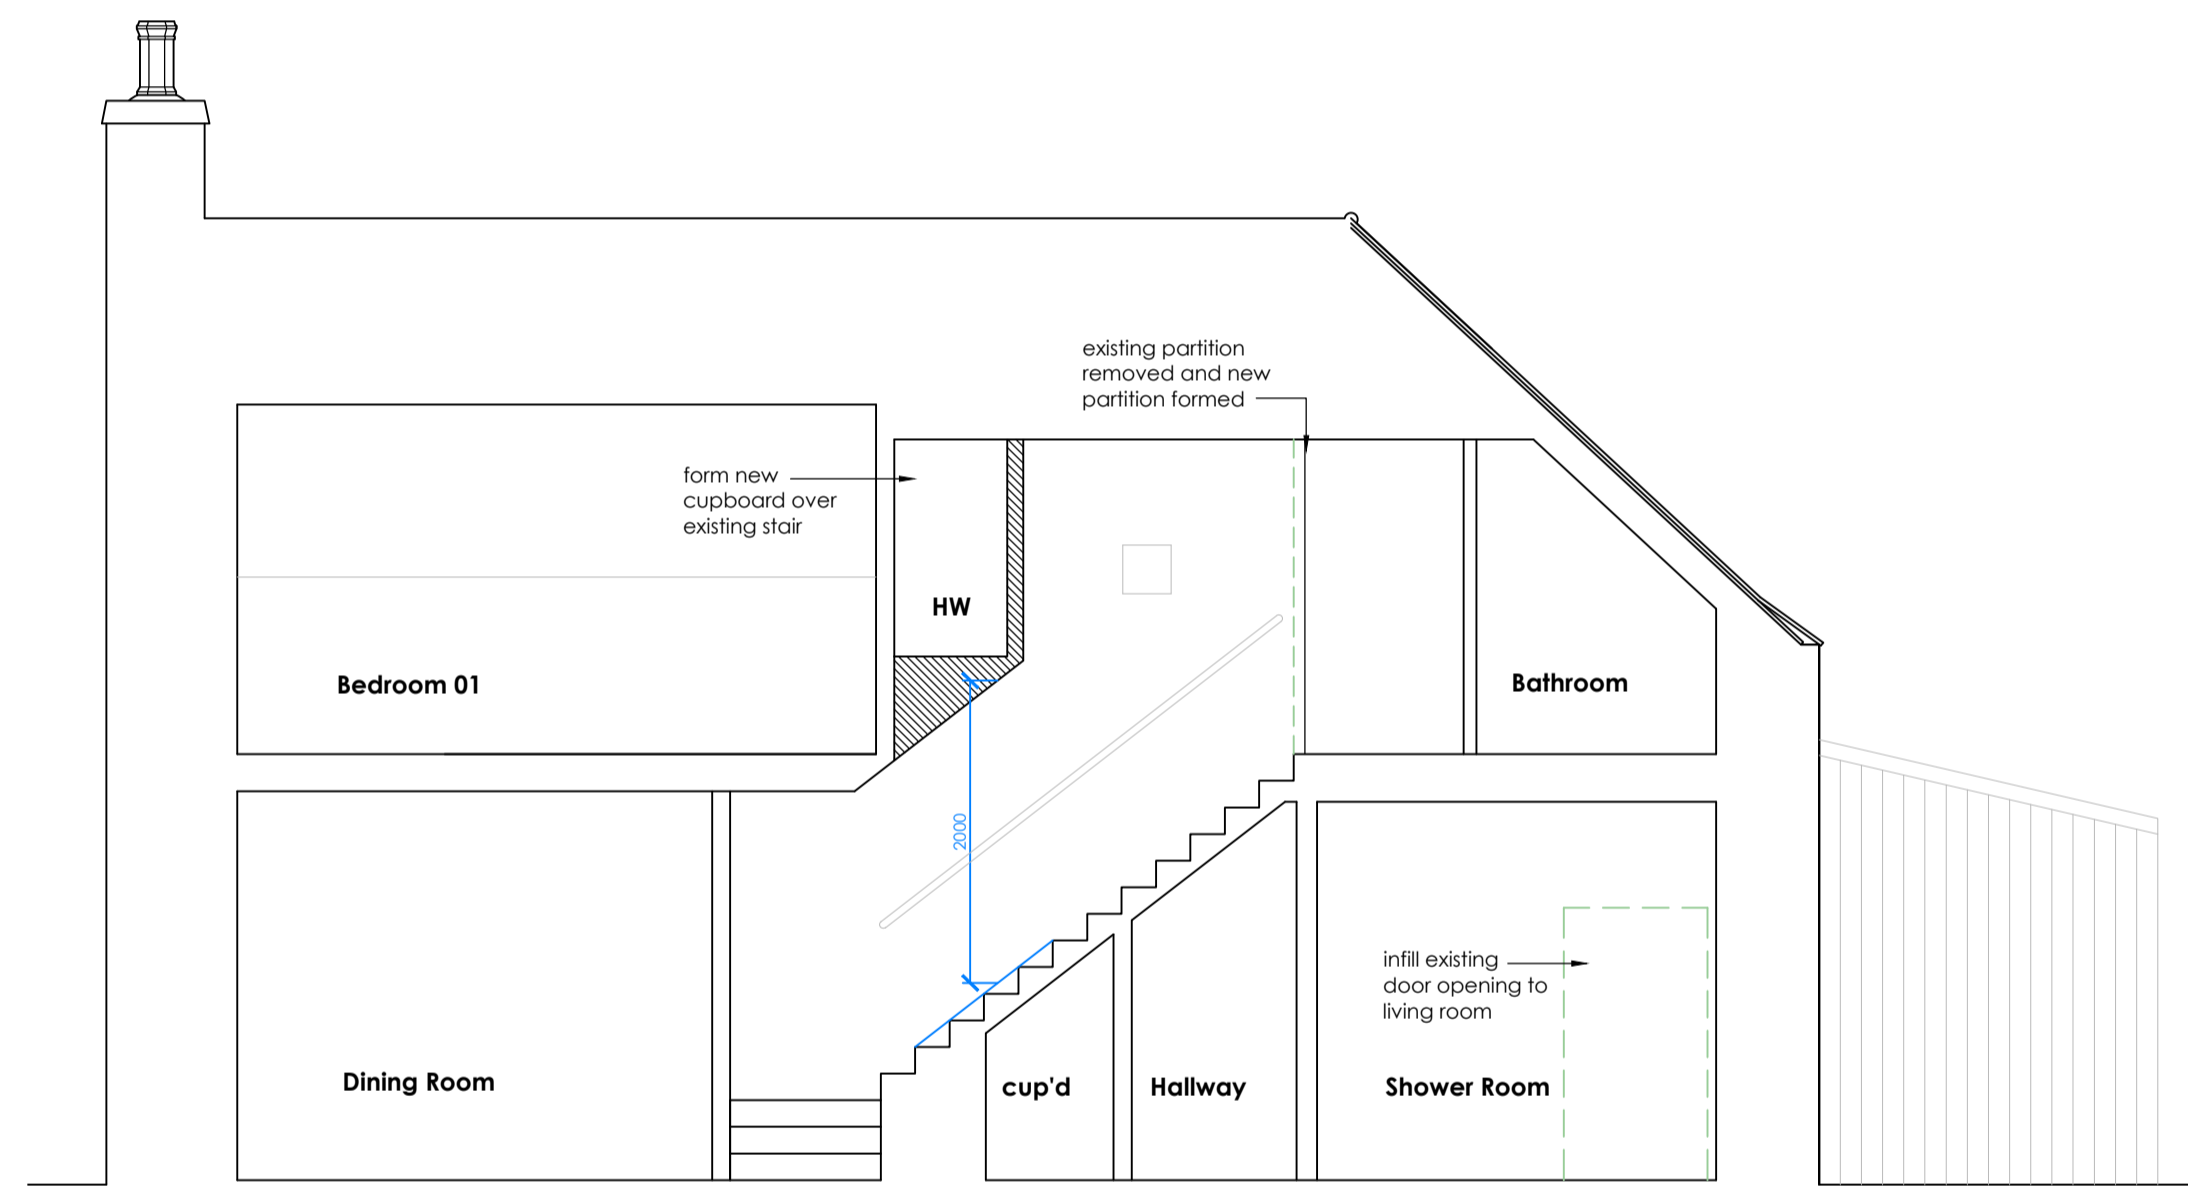 existing partition
removed and new
partition formed
form new
cupboard over
existing stair
HW
Bedroom 01
Bathroom
2000
infill existing
door opening to
living room
Dining Room
cup'd
Hallway
Shower Room